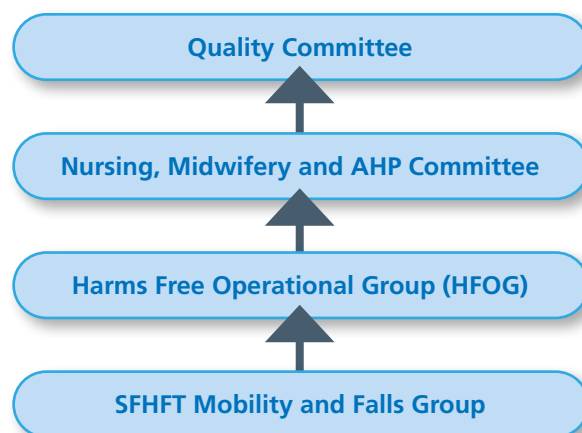 Quality Committee
Nursing, Midwifery and AHP Committee
Harms Free Operational Group (HFOG)
SFHFT Mobility and Falls Group